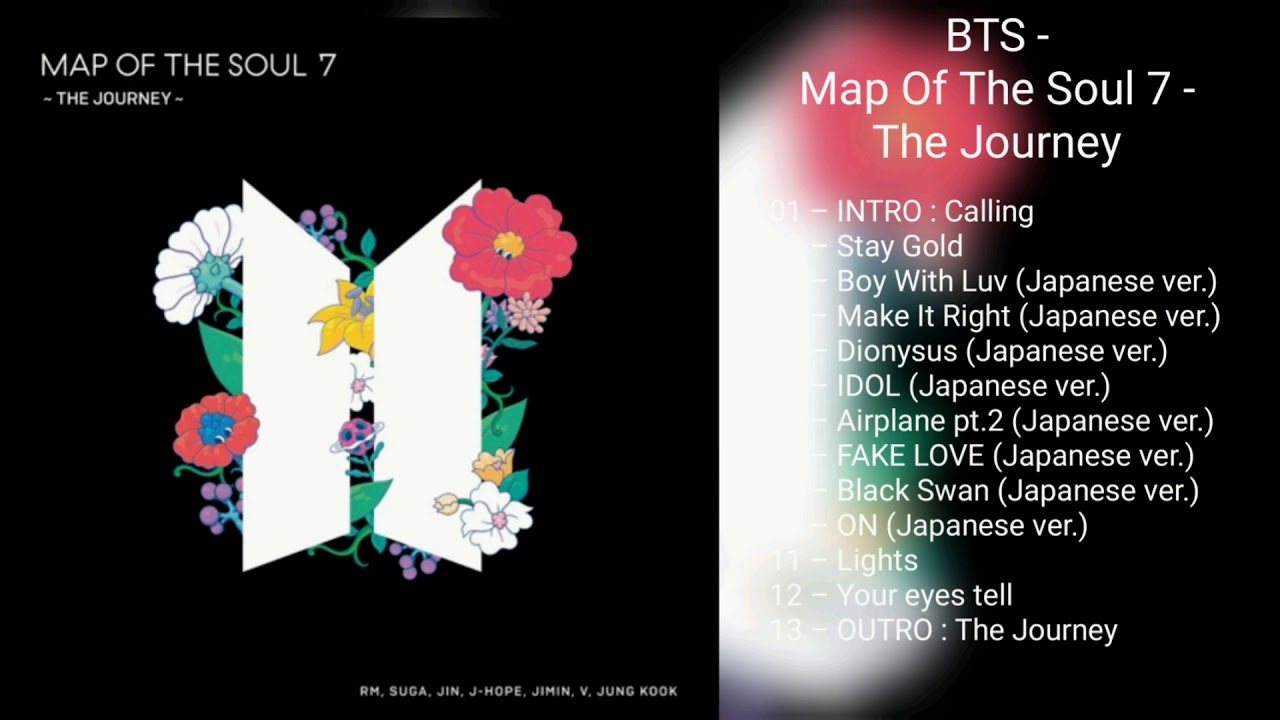 MAP OF THE SOUL 7
~ THE JOURNEY ~
RM, SUGA, JIN, J-HOPE, JIMIN, V, JUNG KOOK
BTS -
Map Of The Soul 7 -
The Journey
01 – INTRO : Calling
– Stay Gold
– Boy With Luv (Japanese ver.)
– Make It Right (Japanese ver.)
– Dionysus (Japanese ver.)
– IDOL (Japanese ver.)
– Airplane pt.2 (Japanese ver.)
– FAKE LOVE (Japanese ver.)
– Black Swan (Japanese ver.)
– ON (Japanese ver.)
11 – Lights
12 – Your eyes tell
13 – OUTRO : The Journey